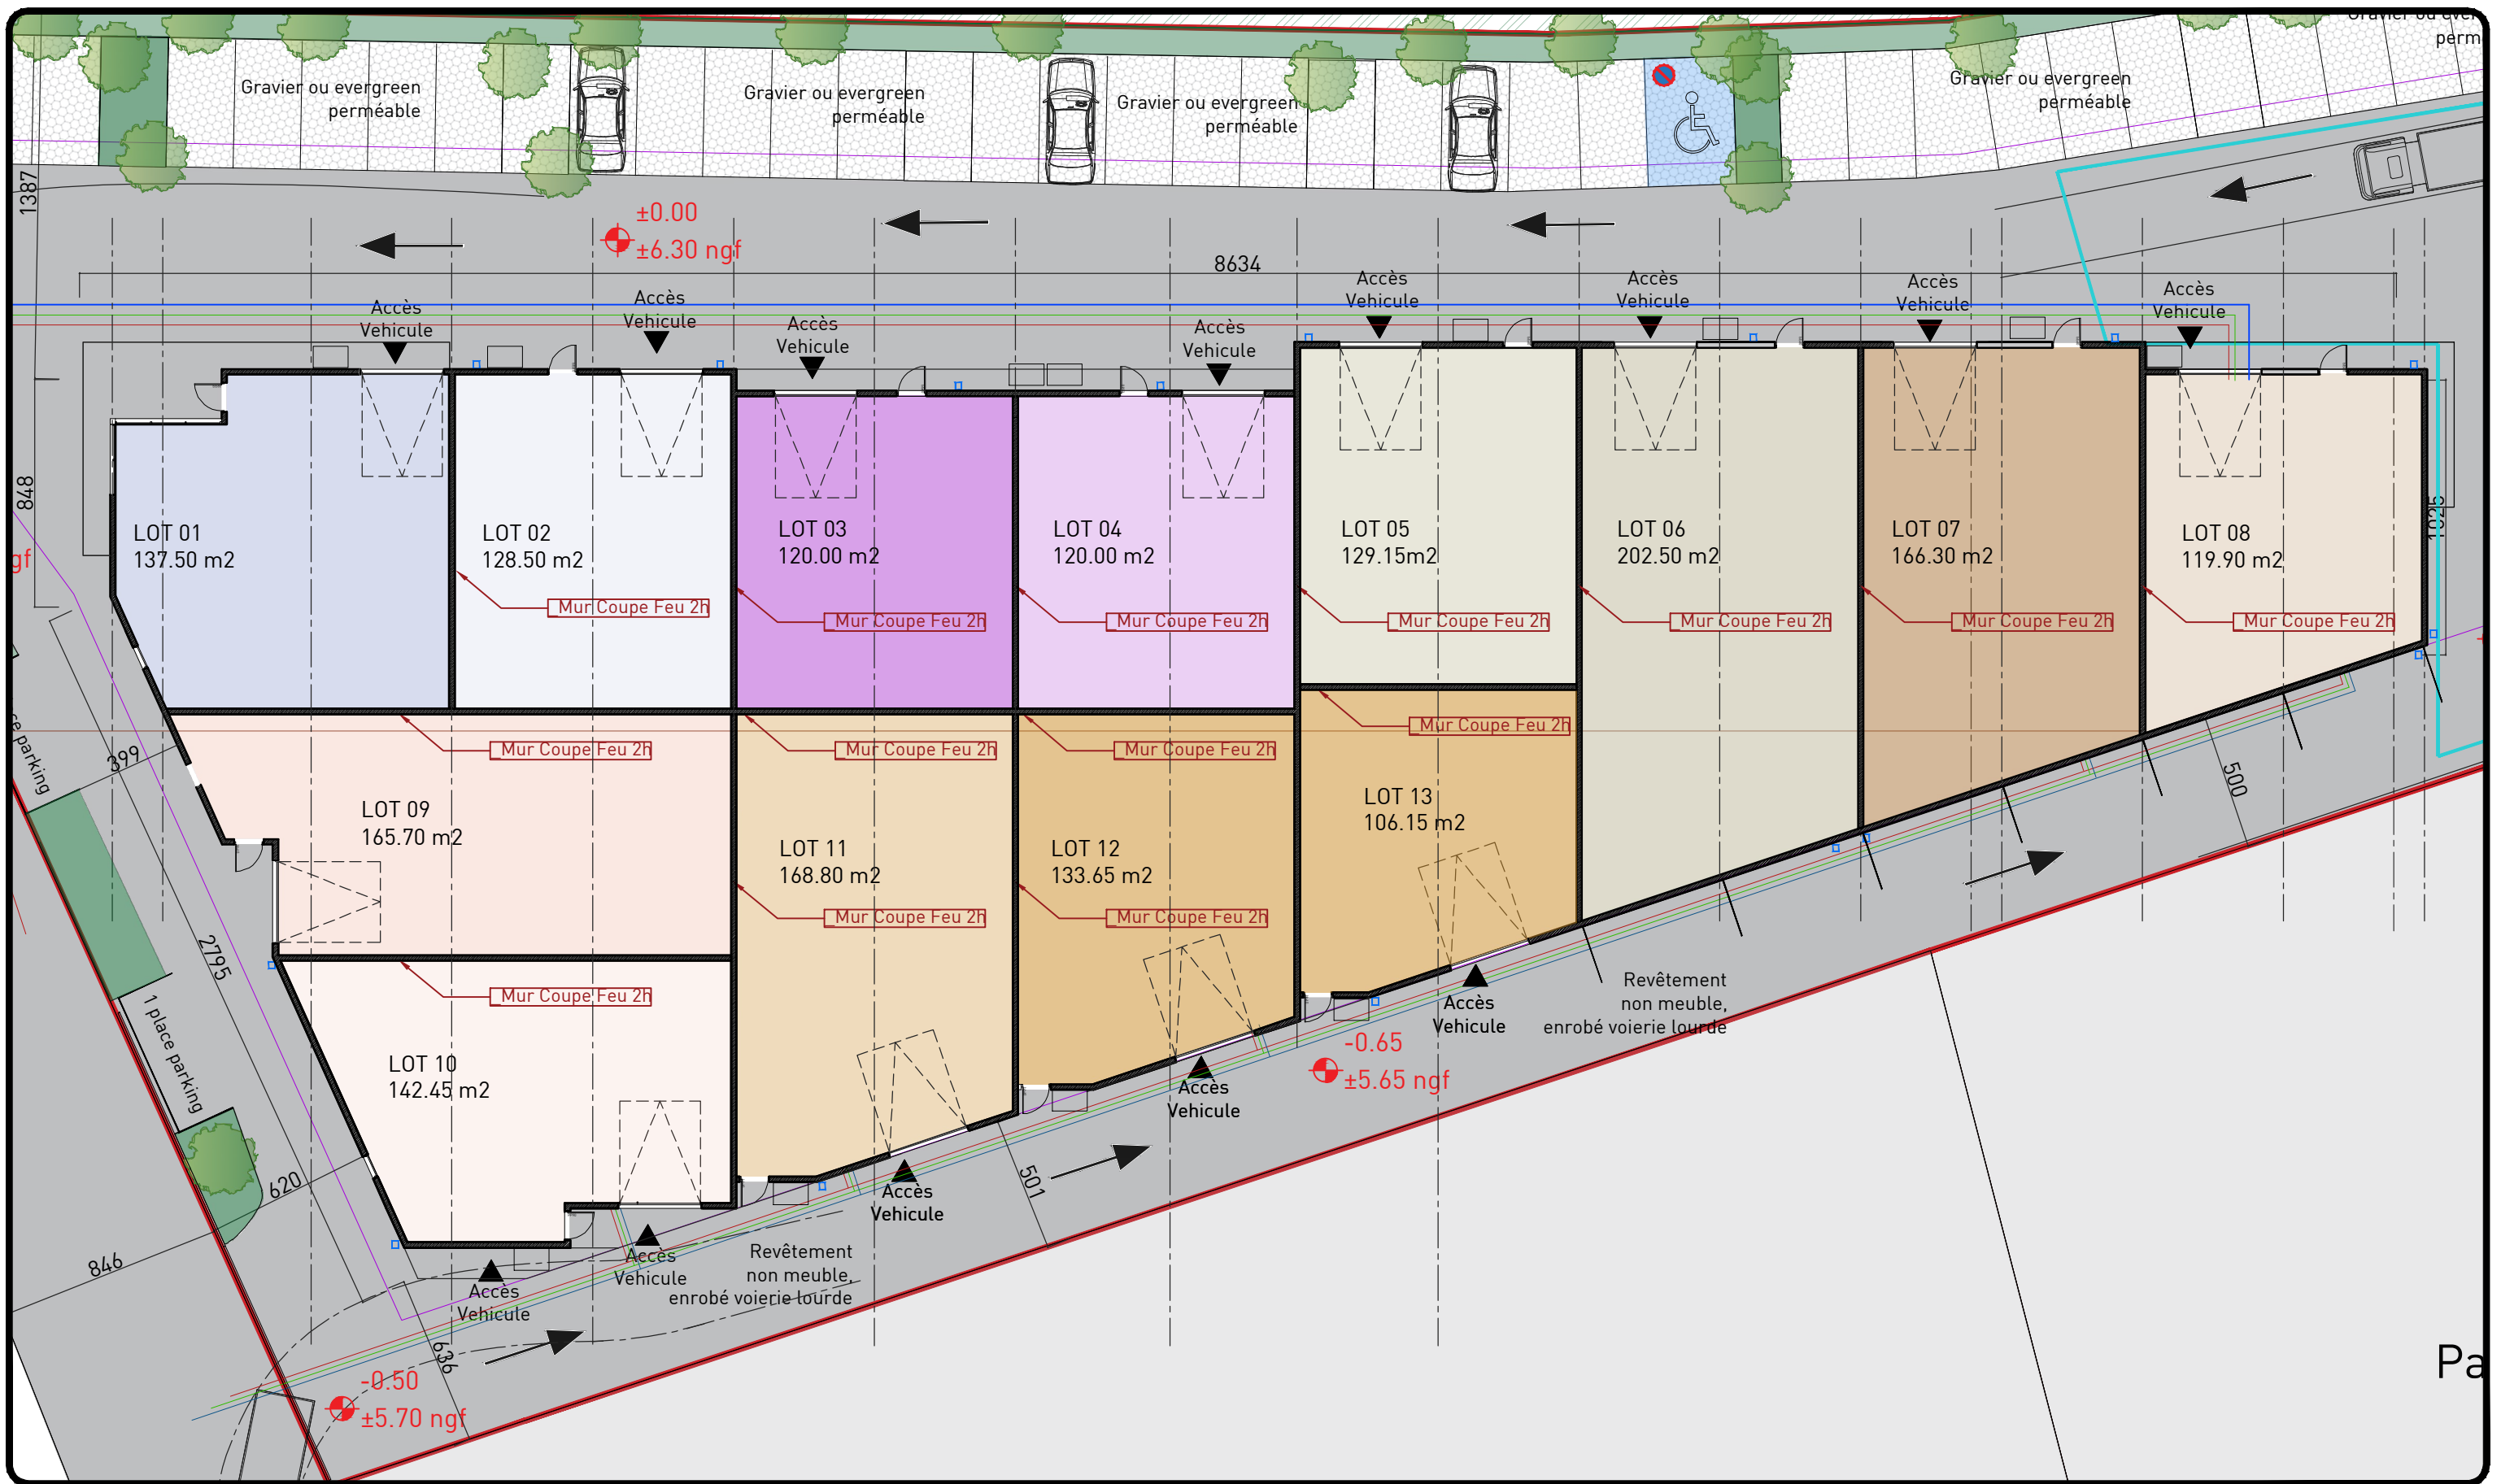 Gravier ou evergreen
perméable
Gravier ou evergreen
perméable
Gravier ou evergreen
perméable
Gravier ou evergreen
perméable
Gravier ou
perm
1387
±0.00
±6.30 ngf
8634
Accès
Vehicule
Accès
Vehicule
Accès
Vehicule
Accès
Vehicule
Accès
Vehicule
Accès
Vehicule
Accès
Vehicule
Accès
Vehicule
848
1025
gf
LOT 01
137.50 m2
LOT 02
128.50 m2
LOT 03
120.00 m2
LOT 04
120.00 m2
LOT 05
129.15m2
LOT 06
202.50 m2
LOT 07
166.30 m2
LOT 08
119.90 m2
Mur Coupe Feu 2h
Mur Coupe Feu 2h
Mur Coupe Feu 2h
Mur Coupe Feu 2h
Mur Coupe Feu 2h
Mur Coupe Feu 2h
Mur Coupe Feu 2h
Mur Coupe Feu 2h
Mur Coupe Feu 2h
Mur Coupe Feu 2h
Mur Coupe Feu 2h
ce parking
399
LOT 09
165.70 m2
LOT 11
168.80 m2
LOT 12
133.65 m2
LOT 13
106.15 m2
500
Mur Coupe Feu 2h
Mur Coupe Feu 2h
2795
Mur Coupe Feu 2h
1 place parking
LOT 10
142.45 m2
Revêtement
non meuble,
enrobé voierie lourde
Accès
Vehicule
-0.65
±5.65 ngf
Accès
Vehicule
501
Accès
Vehicule
620
846
Accès
Vehicule
Accès
Vehicule
Revêtement
non meuble,
enrobé voierie lourde
636
-0.50
±5.70 ngf
Pa